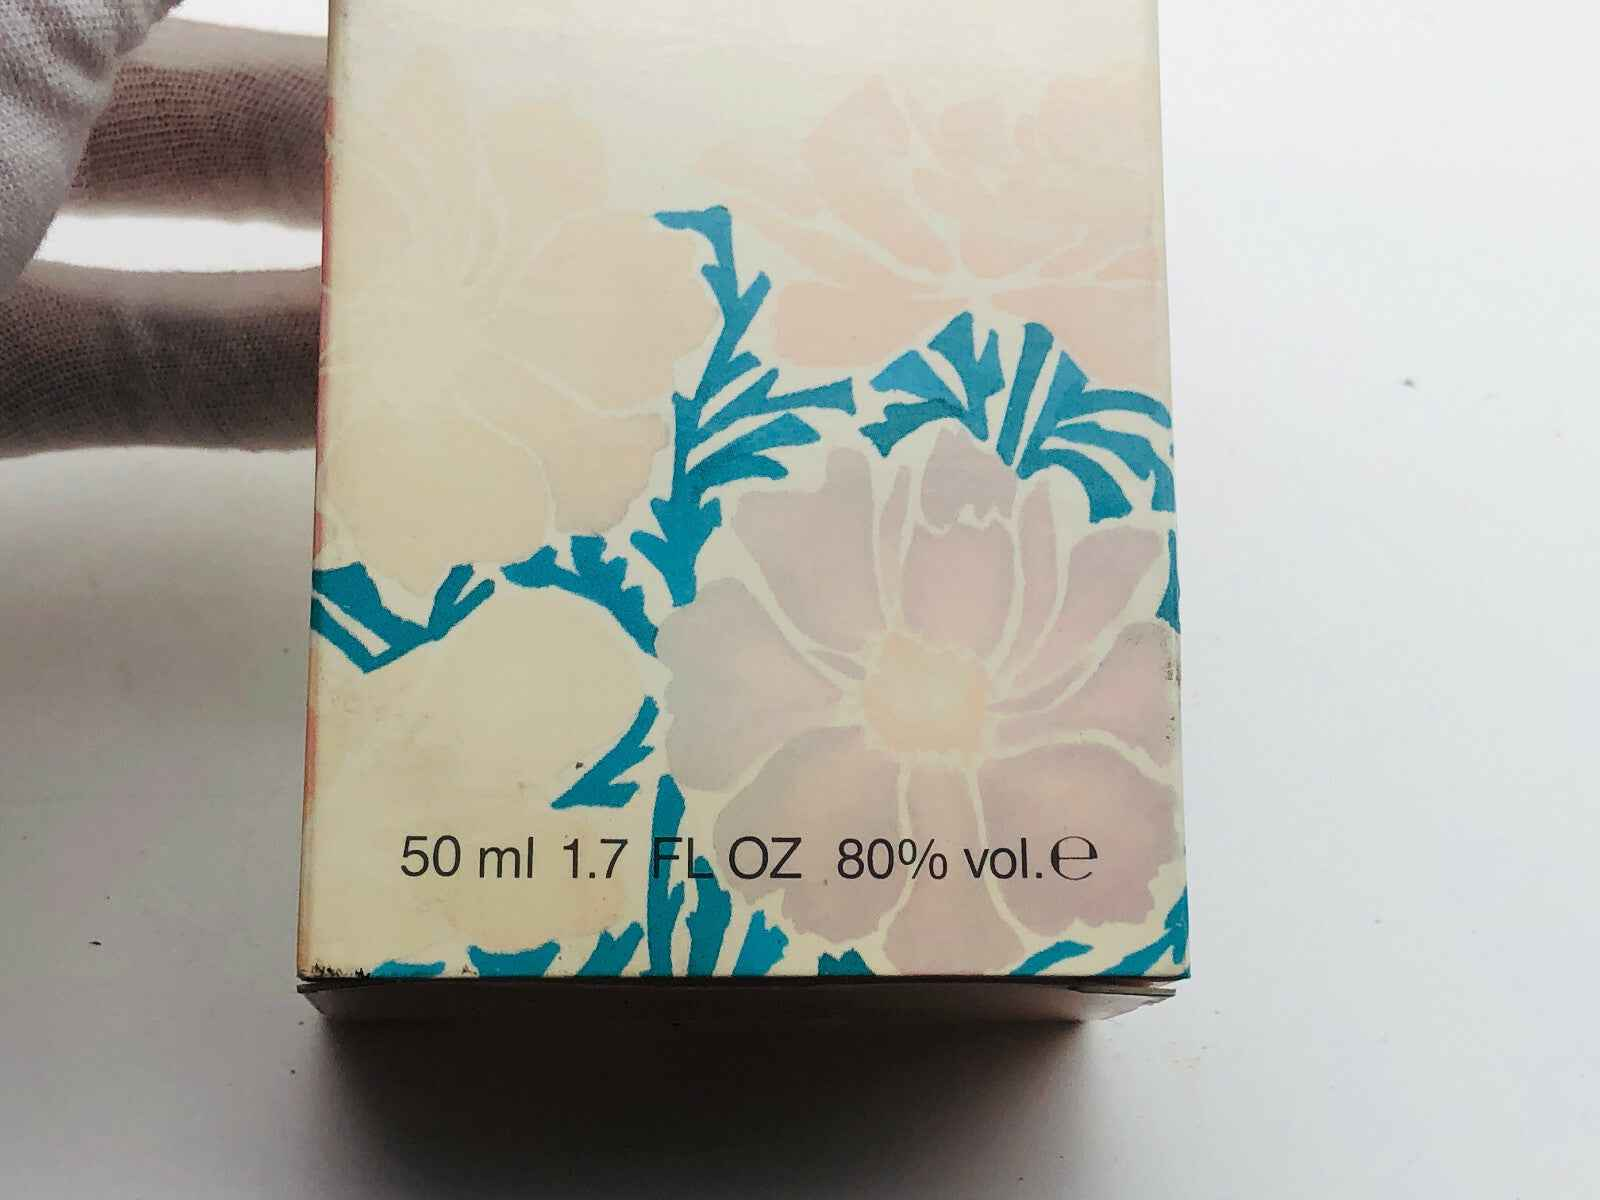 50 ml 1.7 FL OZ 80% vol.℮